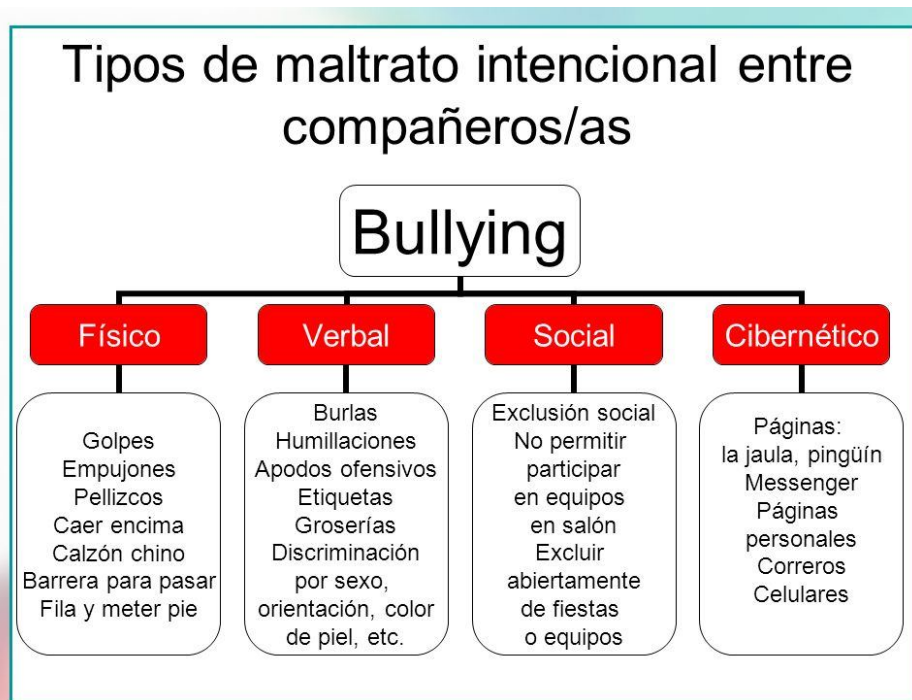 Tipos de maltrato intencional entre
compañeros/as
Bullying
Físico
Verbal
Social
Cibernético
Golpes
Empujones
Pellizcos
Caer encima
Calzón chino
Barrera para pasar
Fila y meter pie
Burlas
Humillaciones
Apodos ofensivos
Etiquetas
Groserías
Discriminación
por sexo,
orientación, color
de piel, etc.
Exclusión social
No permitir
participar
en equipos
en salón
Excluir
abiertamente
de fiestas
o equipos
Páginas:
la jaula, pingüín
Messenger
Páginas
personales
Correros
Celulares